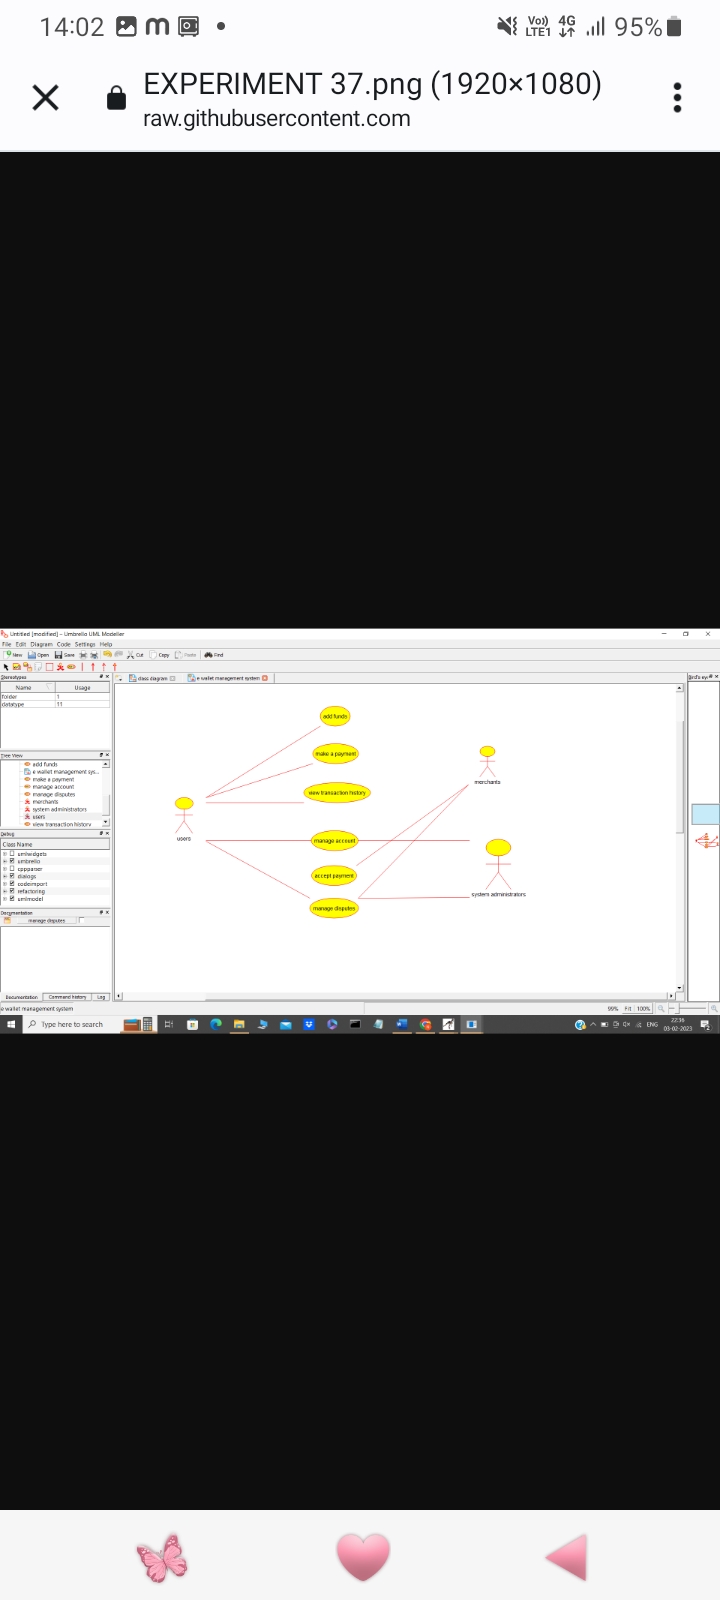 14:02
Vo)) 4G
LTE1
95%
EXPERIMENT 37.png (1920×1080)
raw.githubusercontent.com
Untitled [modified] – Umbrello UML Modeller
File Edit Diagram Code Settings Help
New Open Save Cut Copy Paste Find
Stereotypes
class diagram
e wallet management system
Name Usage
folder 1
datatype 11
Tree View
add funds
e wallet management sys...
make a payment
manage account
manage disputes
merchants
system administrators
users
view transaction history
Debug
Class Name
umlwidgets
umbrello
cppparser
dialogs
codeimport
refactoring
umlmodel
Documentation
manage disputes
Documentation Command history Log
add funds
make a payment
view transaction history
manage account
accept payment
manage disputes
users
merchants
system administrators
e wallet management system
99% Fit 100%
Type here to search
ENG
22:36
03-02-2023